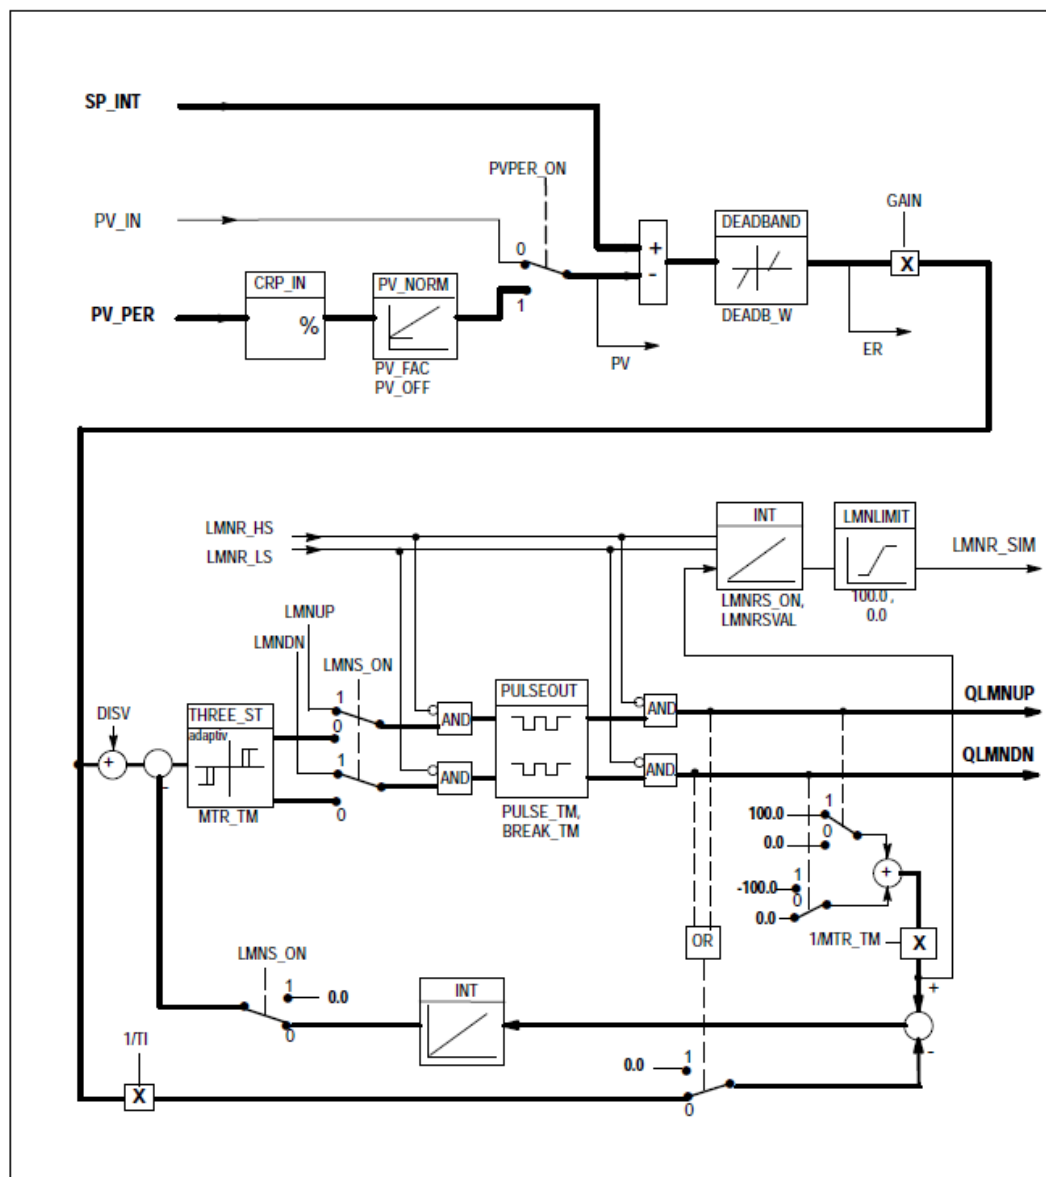 SP_INT
PVPER_ON
GAIN
PV_IN
DEADBAND
0
+
-
X
CRP_IN
PV_NORM
PV_PER
%
1
DEADB_W
ER
PV
PV_FAC
PV_OFF
INT
LMNLIMIT
LMNR_HS
LMNR_LS
LMNR_SIM
LMNRS_ON,
LMNRSVAL
100.0 ,
0.0
LMNUP
LMNDN
LMNS_ON
PULSEOUT
QLMNUP
DISV
THREE_ST
adaptiv
1
0
AND
AND
QLMNDN
+
-
1
0
AND
AND
MTR_TM
PULSE_TM,
BREAK_TM
100.0
1
0
0.0
+
-100.0
1
0
0.0
OR
1/MTR_TM
X
LMNS_ON
1
0.0
INT
+
0
-
1/TI
0.0
1
X
0